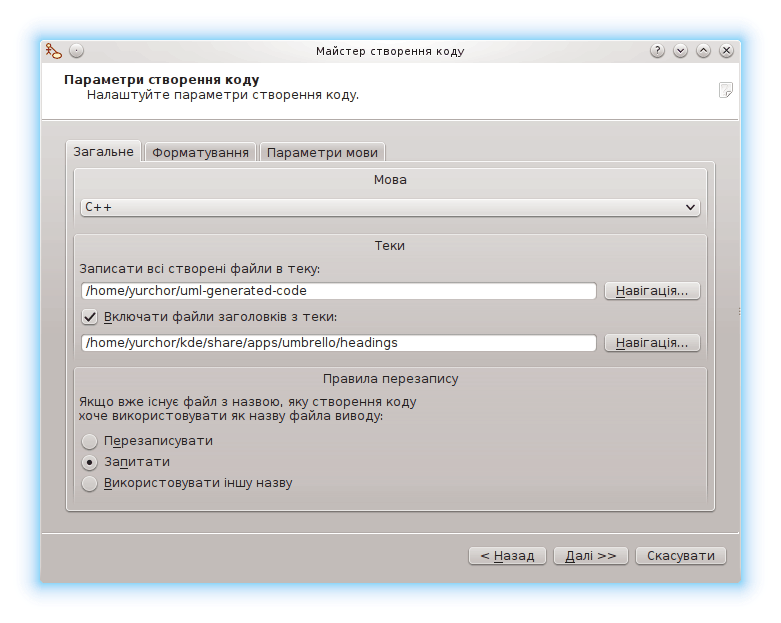 Майстер створення коду
Параметри створення коду
Налаштуйте параметри створення коду.
Загальне Форматування Параметри мови
Мова
C++
Теки
Записати всі створені файли в теку:
/home/yurchor/uml-generated-code Навігація...
Включати файли заголовків з теки:
/home/yurchor/kde/share/apps/umbrello/headings Навігація...
Правила перезапису
Якщо вже існує файл з назвою, яку створення коду
хоче використовувати як назву файла виводу:
Перезаписувати
Запитати
Використовувати іншу назву
< Назад Далі >> Скасувати